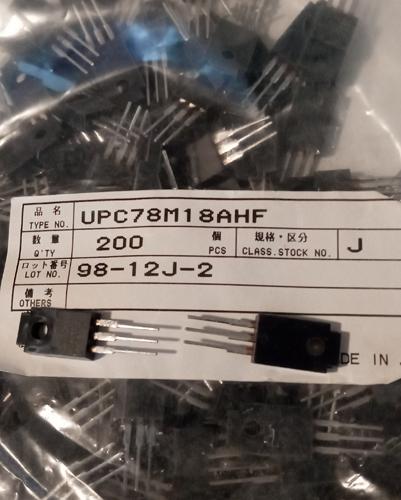 品名 TYPE NO. UPC78M18AHF
数量 Q'TY 200 個 PCS 規格・区分 CLASS.STOCK NO. J
ロット番号 LOT NO. 98-12J-2
備考 OTHERS
DE IN